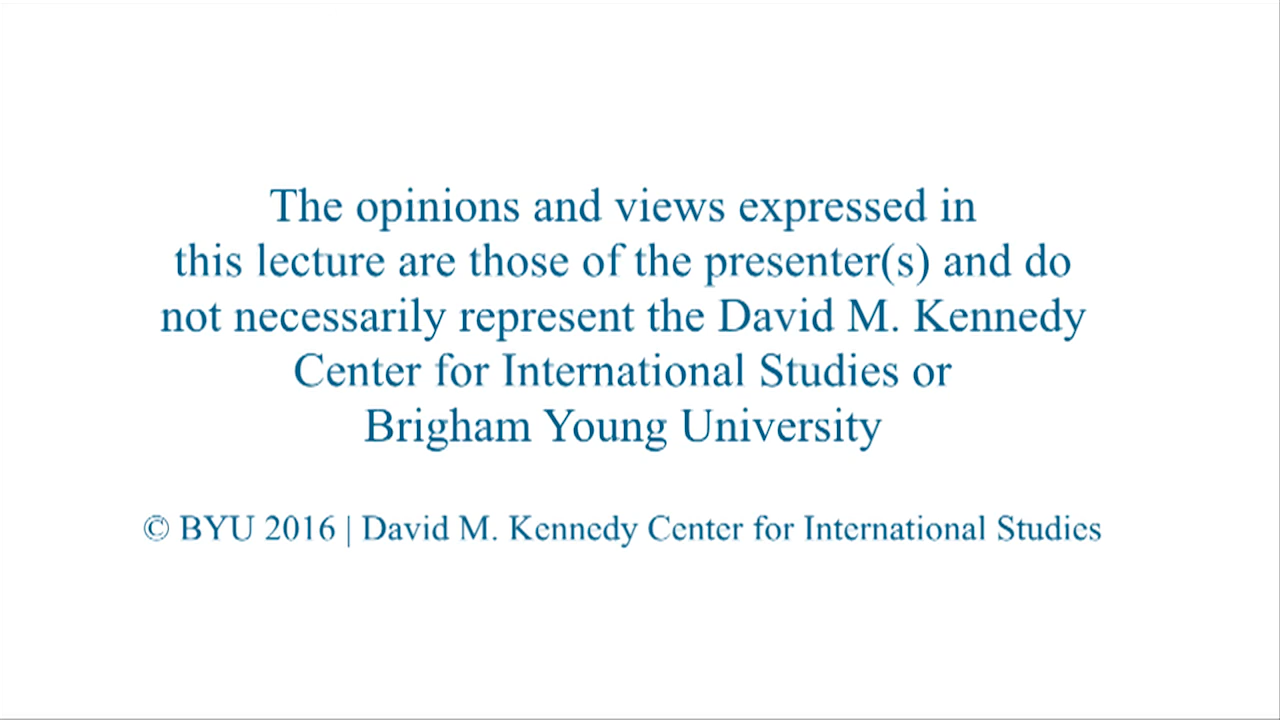 The opinions and views expressed in
this lecture are those of the presenter(s) and do
not necessarily represent the David M. Kennedy
Center for International Studies or
Brigham Young University
© BYU 2016 | David M. Kennedy Center for International Studies